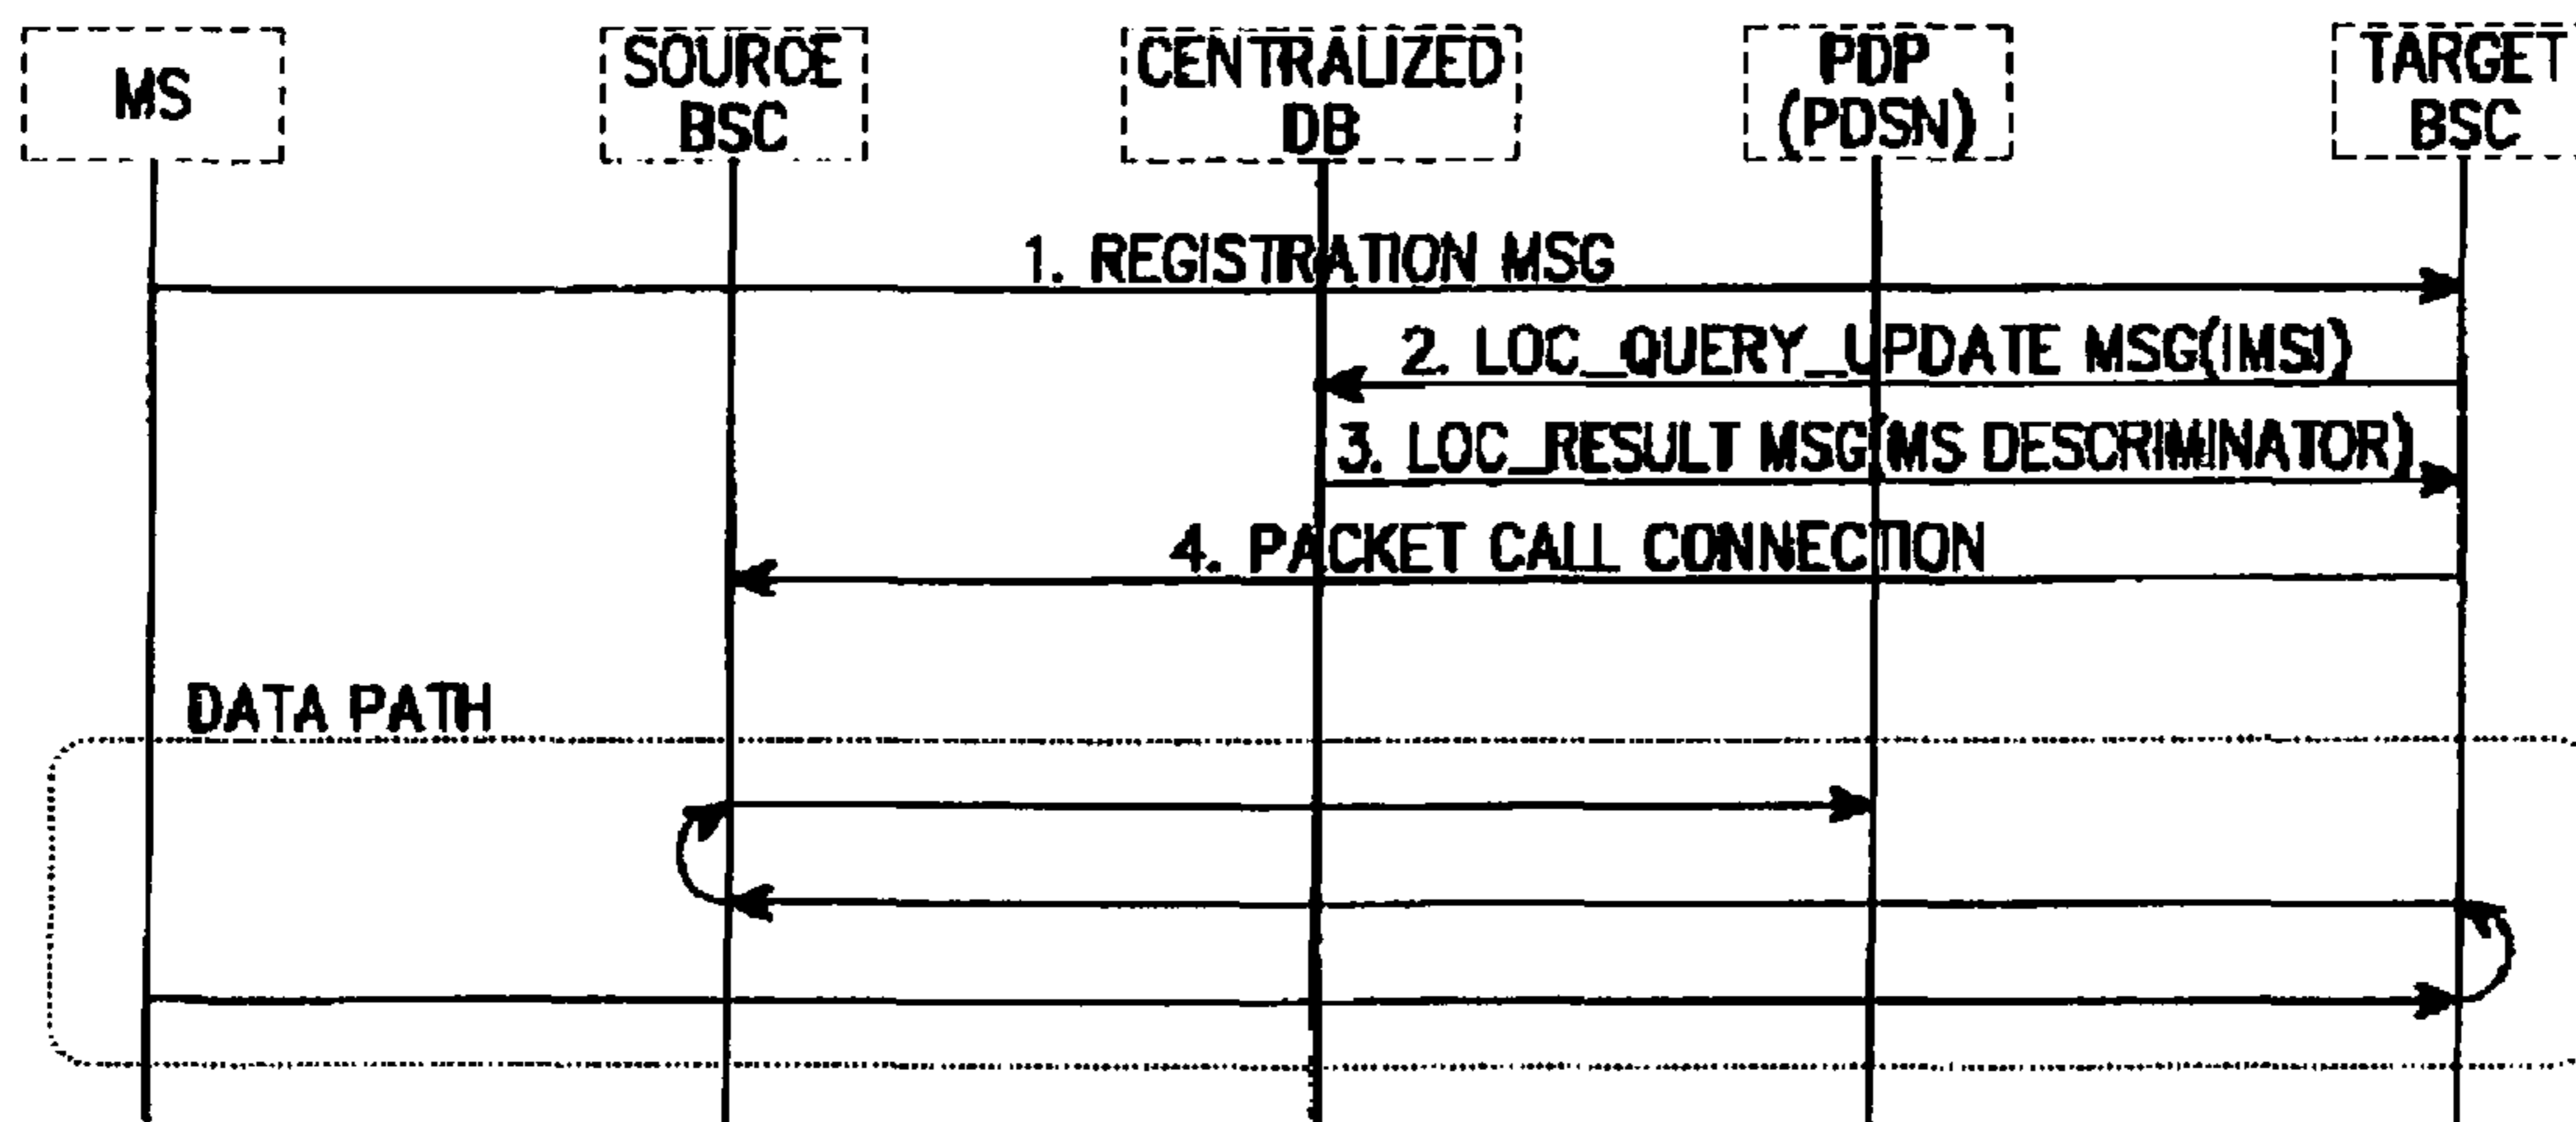 MS
SOURCE
BSC
CENTRALIZED
DB
PDP
(PDSN)
TARGET
BSC
1. REGISTRATION MSG
2. LOC_QUERY_UPDATE MSG(IMSI)
3. LOC_RESULT MSG(MS DESCRIMINATOR)
4. PACKET CALL CONNECTION
DATA PATH